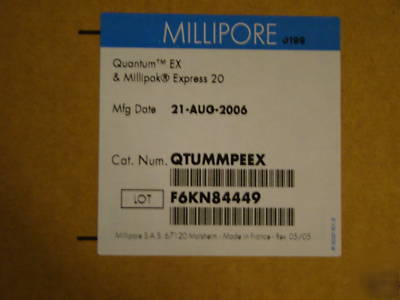 MILLIPORE 0199
Quantum™ EX
& Millipak® Express 20
Mfg Date 21-AUG-2006
Cat. Num. QTUMMPEEX
LOT F6KN84449
Millipore S.A.S. 67120 Molsheim - Made in France - Rev. 05/05